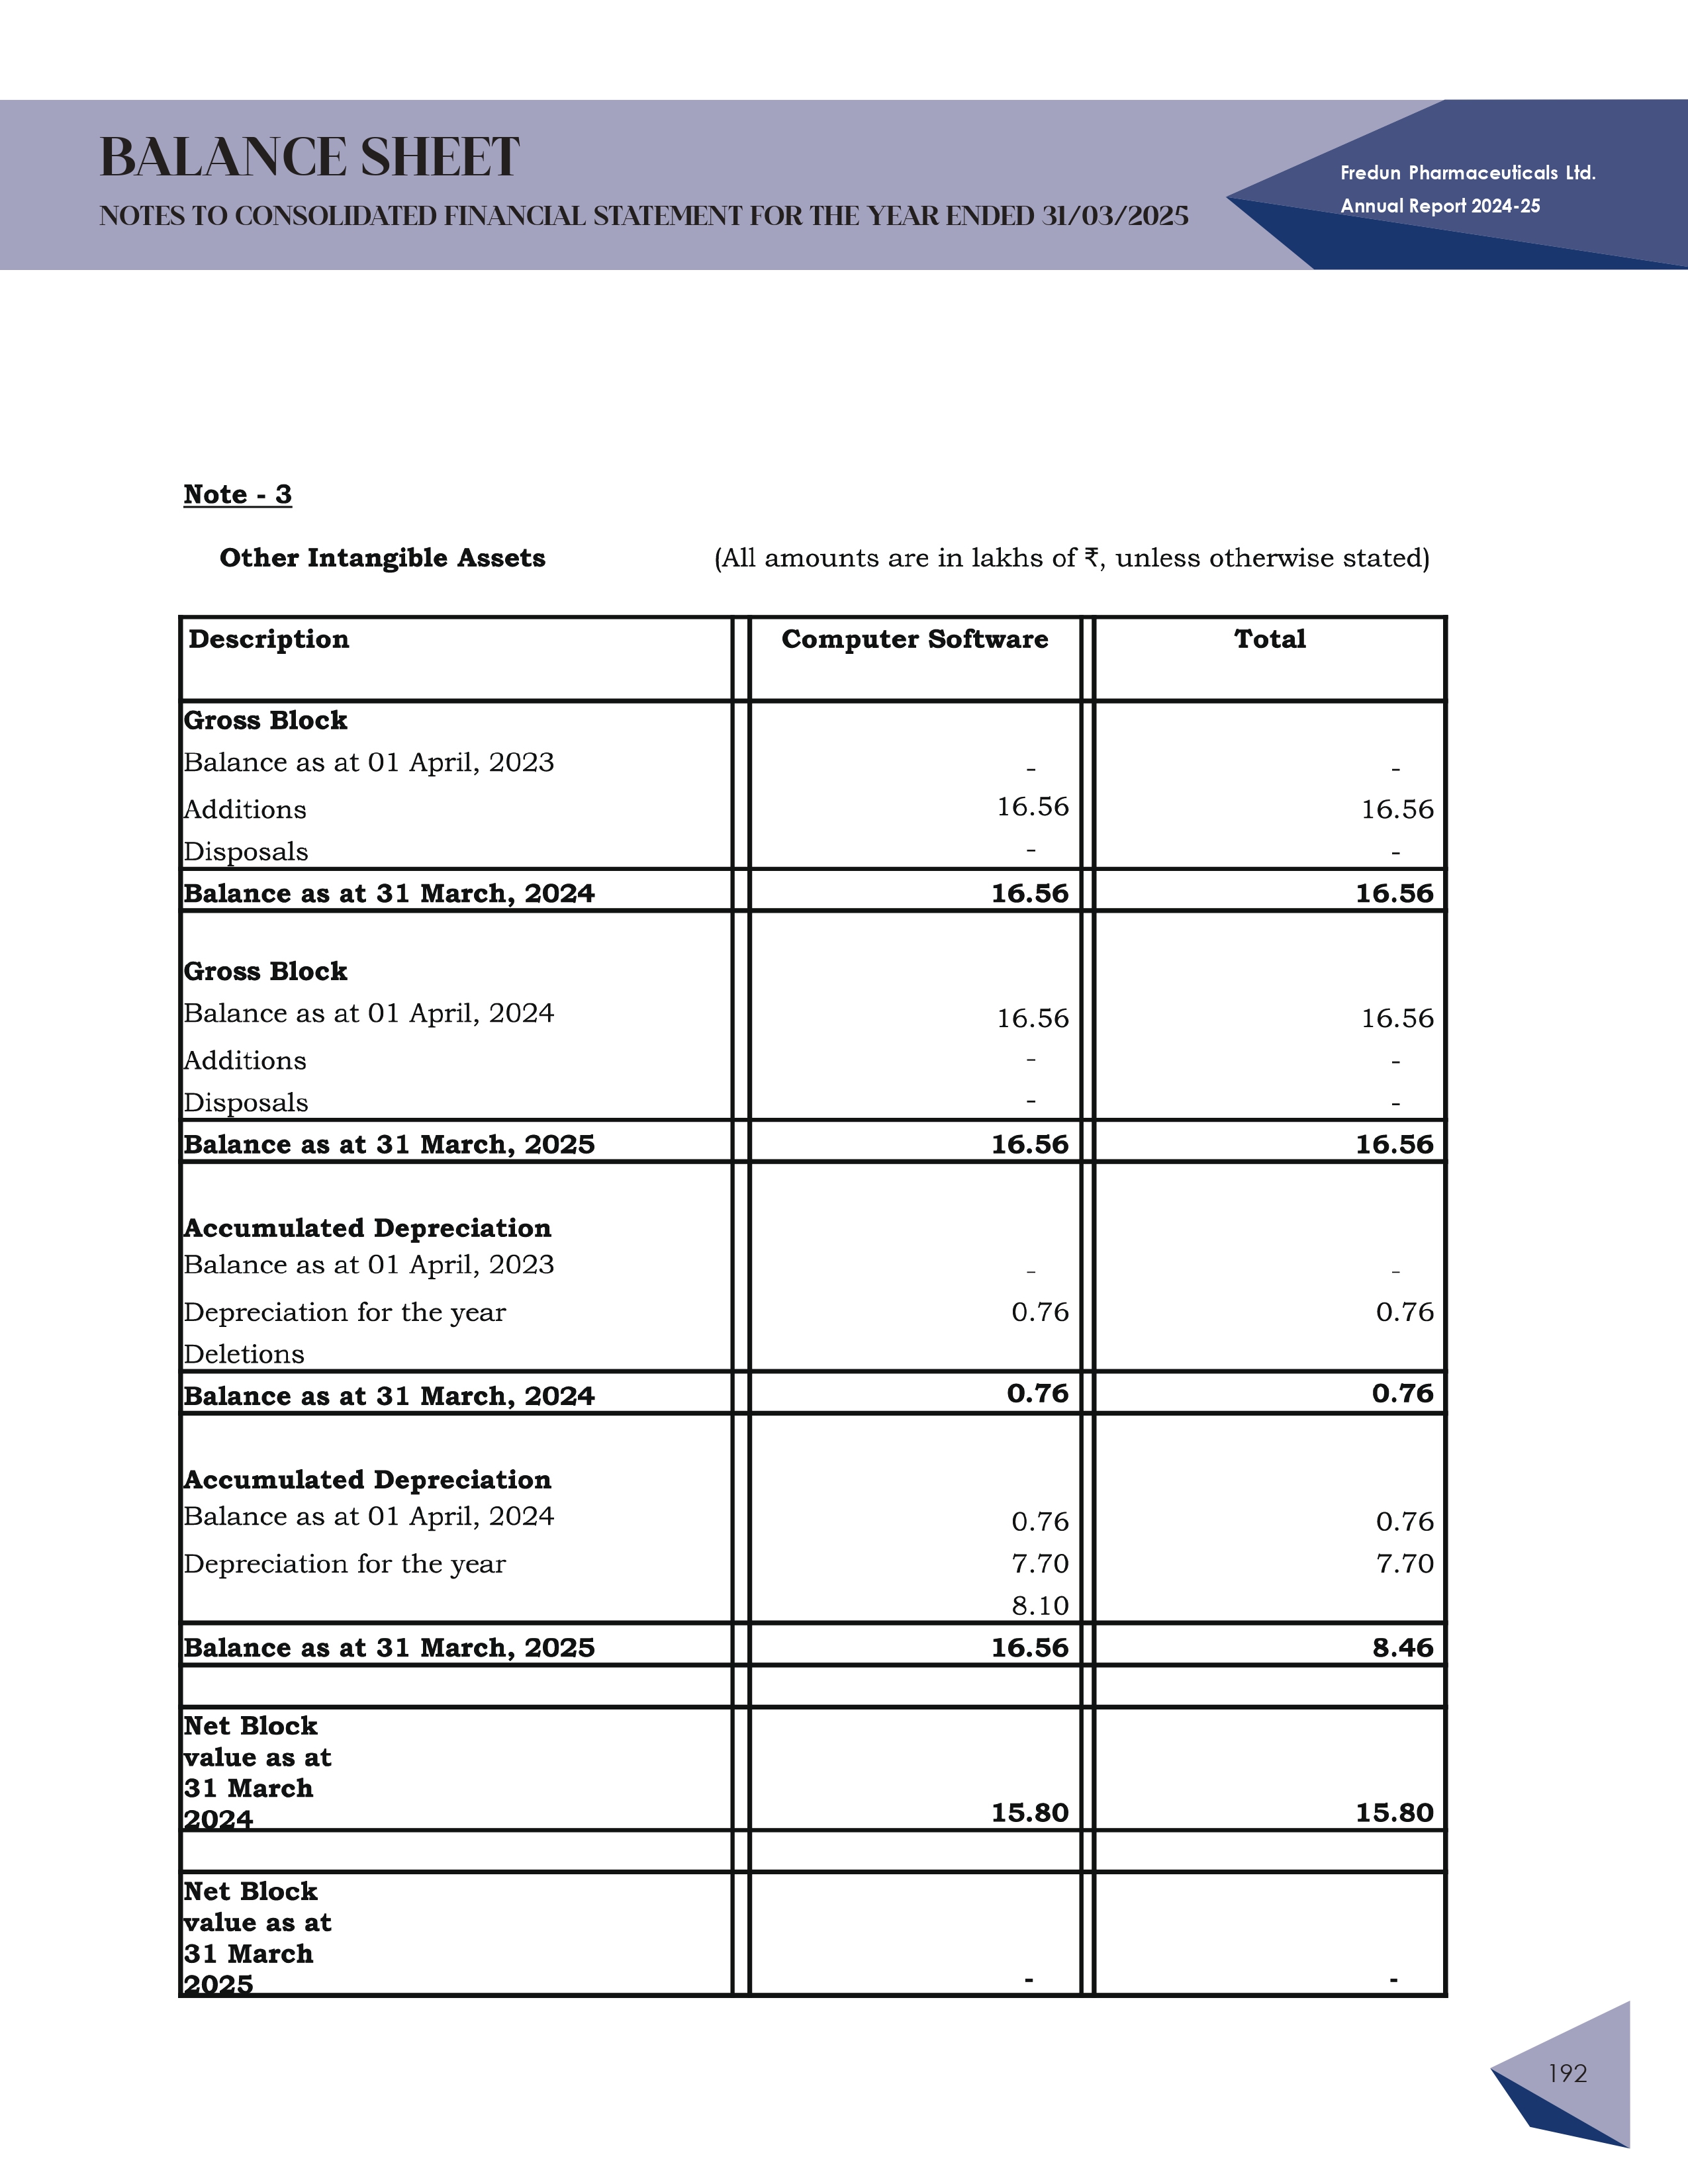 BALANCE SHEET
NOTES TO CONSOLIDATED FINANCIAL STATEMENT FOR THE YEAR ENDED 31/03/2025
Fredun Pharmaceuticals Ltd.
Annual Report 2024-25
Note - 3
Other Intangible Assets (All amounts are in lakhs of ₹, unless otherwise stated)
Description Computer Software Total
Gross Block
Balance as at 01 April, 2023 - -
Additions 16.56 16.56
Disposals - -
Balance as at 31 March, 2024 16.56 16.56
Gross Block
Balance as at 01 April, 2024 16.56 16.56
Additions - -
Disposals - -
Balance as at 31 March, 2025 16.56 16.56
Accumulated Depreciation
Balance as at 01 April, 2023 - -
Depreciation for the year 0.76 0.76
Deletions
Balance as at 31 March, 2024 0.76 0.76
Accumulated Depreciation
Balance as at 01 April, 2024 0.76 0.76
Depreciation for the year 7.70 7.70
8.10
Balance as at 31 March, 2025 16.56 8.46
Net Block
value as at
31 March
2024 15.80 15.80
Net Block
value as at
31 March
2025 - -
192